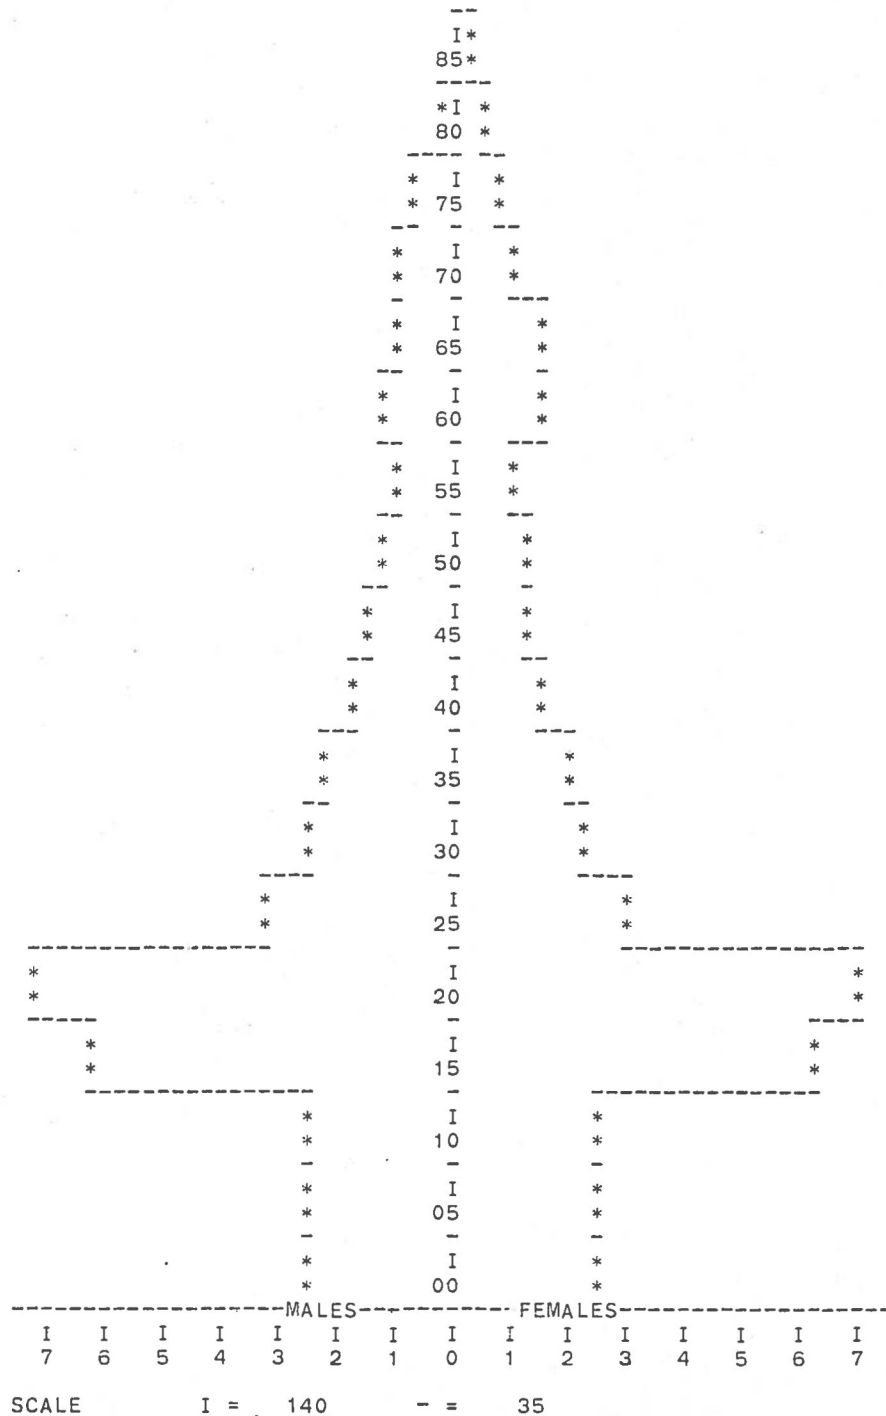 --
I*
85*
----
*I *
80 *
---- --
* I *
* 75 *
-- - --
* I *
* 70 *
- - ---
* I *
* 65 *
-- - -
* I *
* 60 *
-- - ---
* I *
* 55 *
-- - --
* I *
* 50 *
-- - -
* I *
* 45 *
-- - --
* I *
* 40 *
--- - ---
* I *
* 35 *
-- - --
* I *
* 30 *
---- - ----
* I *
* 25 *
----------------- - -----------------
* I *
* 20 *
----- - ----
* I *
* 15 *
---------------- - ----------------
* I *
* 10 *
- - -
* I *
* 05 *
- - -
* I *
* 00 *
-------------------MALES----------- FEMALES-------------------
I I I I I I I I I I I I I I I
7 6 5 4 3 2 1 0 1 2 3 4 5 6 7
SCALE I = 140 - = 35